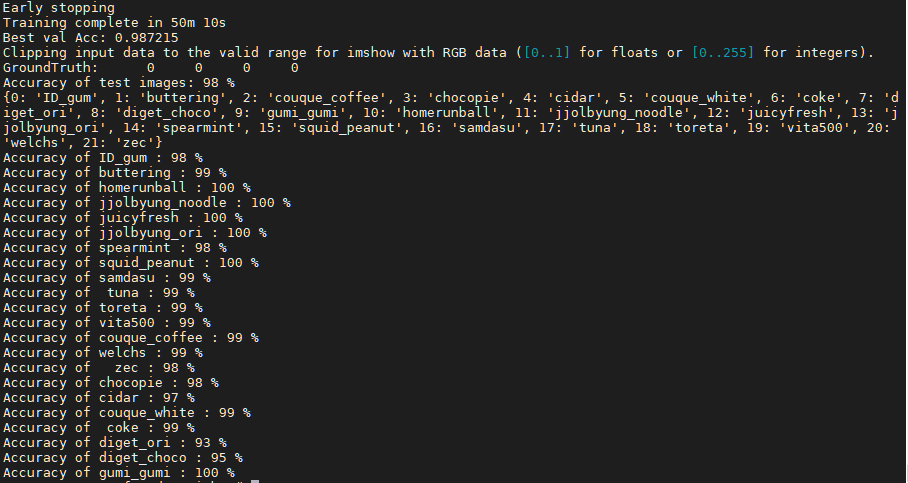 Early stopping
Training complete in 50m 10s
Best val Acc: 0.987215
Clipping input data to the valid range for imshow with RGB data ([0..1] for floats or [0..255] for integers).
GroundTruth:      0     0     0     0
Accuracy of test images: 98 %
{0: 'ID_gum', 1: 'buttering', 2: 'couque_coffee', 3: 'chocopie', 4: 'cidar', 5: 'couque_white', 6: 'coke', 7: 'd
iget_ori', 8: 'diget_choco', 9: 'gumi_gumi', 10: 'homerunball', 11: 'jjolbyung_noodle', 12: 'juicyfresh', 13: 'j
jolbyung_ori', 14: 'spearmint', 15: 'squid_peanut', 16: 'samdasu', 17: 'tuna', 18: 'toreta', 19: 'vita500', 20:
'welchs', 21: 'zec'}
Accuracy of ID_gum : 98 %
Accuracy of buttering : 99 %
Accuracy of homerunball : 100 %
Accuracy of jjolbyung_noodle : 100 %
Accuracy of juicyfresh : 100 %
Accuracy of jjolbyung_ori : 100 %
Accuracy of spearmint : 98 %
Accuracy of squid_peanut : 100 %
Accuracy of samdasu : 99 %
Accuracy of  tuna : 99 %
Accuracy of toreta : 99 %
Accuracy of vita500 : 99 %
Accuracy of couque_coffee : 99 %
Accuracy of welchs : 99 %
Accuracy of   zec : 98 %
Accuracy of chocopie : 98 %
Accuracy of cidar : 97 %
Accuracy of couque_white : 99 %
Accuracy of  coke : 99 %
Accuracy of diget_ori : 93 %
Accuracy of diget_choco : 95 %
Accuracy of gumi_gumi : 100 %